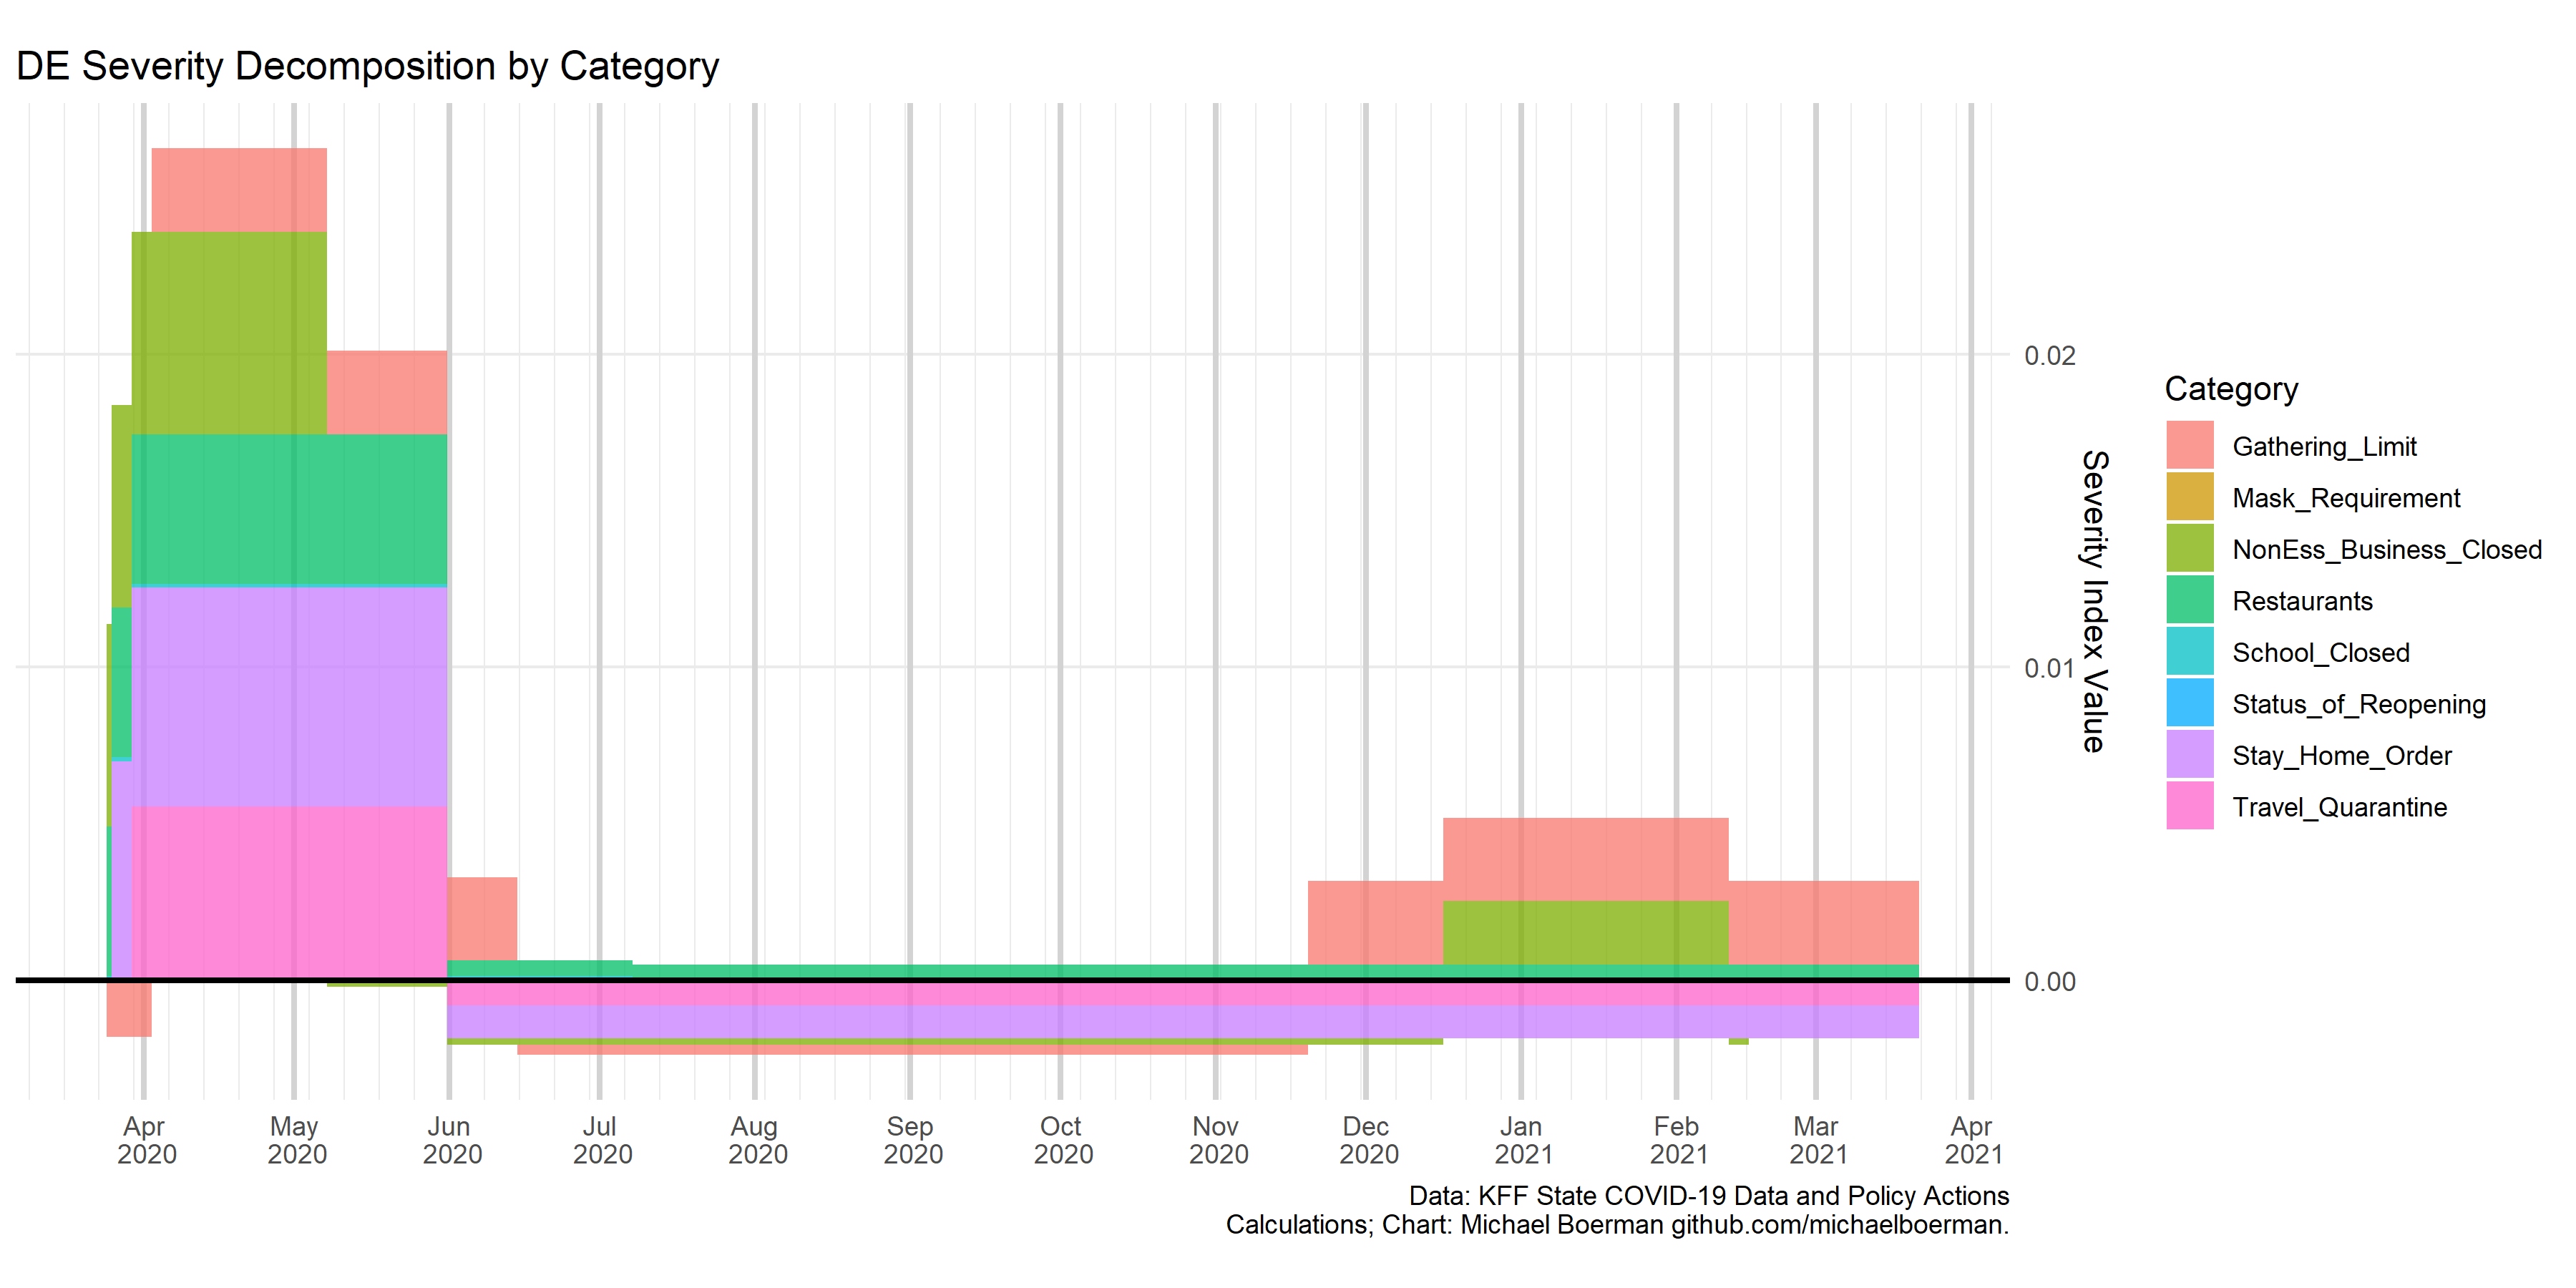 DE Severity Decomposition by Category
0.02
0.01
0.00
Severity Index Value
Category
Gathering_Limit
Mask_Requirement
NonEss_Business_Closed
Restaurants
School_Closed
Status_of_Reopening
Stay_Home_Order
Travel_Quarantine
Apr 2020
May 2020
Jun 2020
Jul 2020
Aug 2020
Sep 2020
Oct 2020
Nov 2020
Dec 2020
Jan 2021
Feb 2021
Mar 2021
Apr 2021
Data: KFF State COVID-19 Data and Policy Actions
Calculations; Chart: Michael Boerman github.com/michaelboerman.